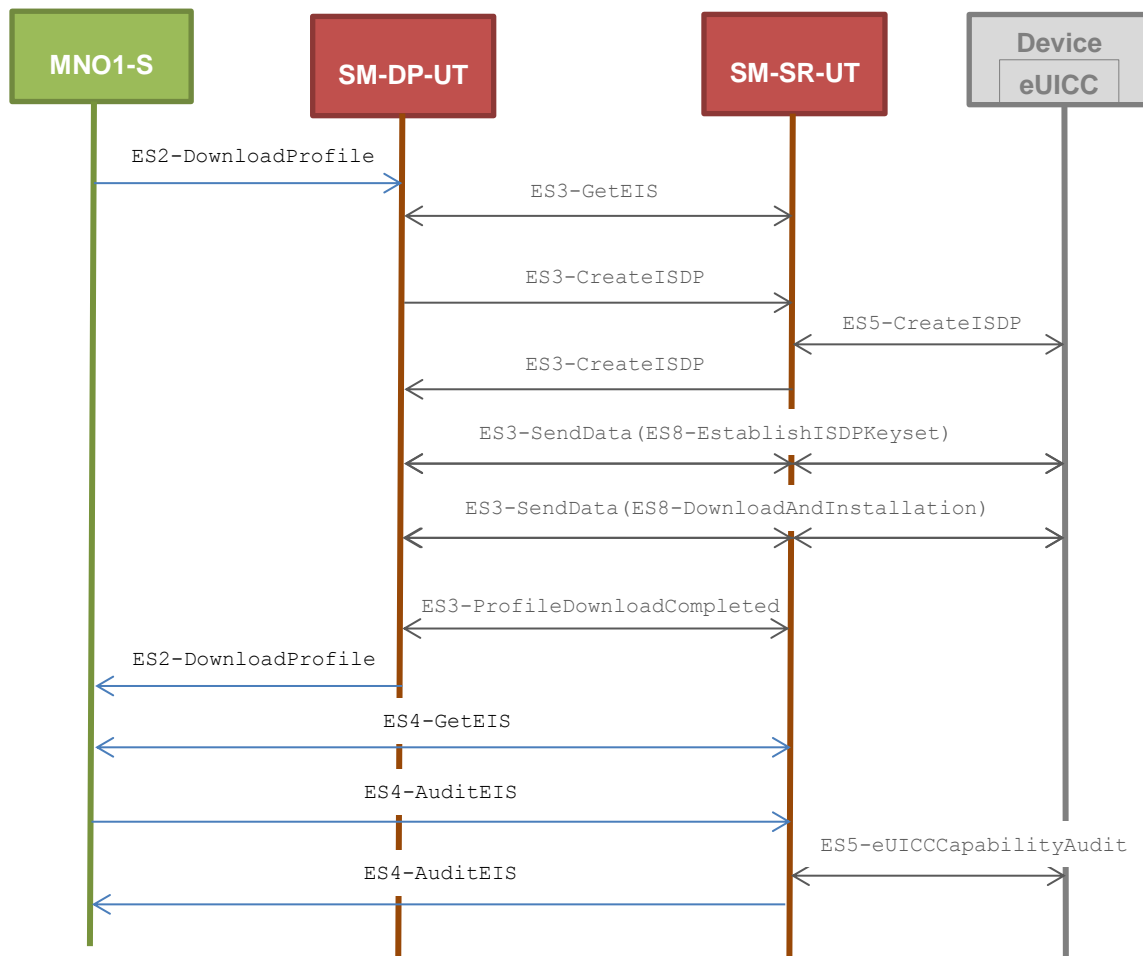 MNO1-S
SM-DP-UT
SM-SR-UT
Device
eUICC
ES2-DownloadProfile
ES3-GetEIS
ES3-CreateISDP
ES5-CreateISDP
ES3-CreateISDP
ES3-SendData(ES8-EstablishISDPKeyset)
ES3-SendData(ES8-DownloadAndInstallation)
ES3-ProfileDownloadCompleted
ES2-DownloadProfile
ES4-GetEIS
ES4-AuditEIS
ES5-eUICCCapabilityAudit
ES4-AuditEIS